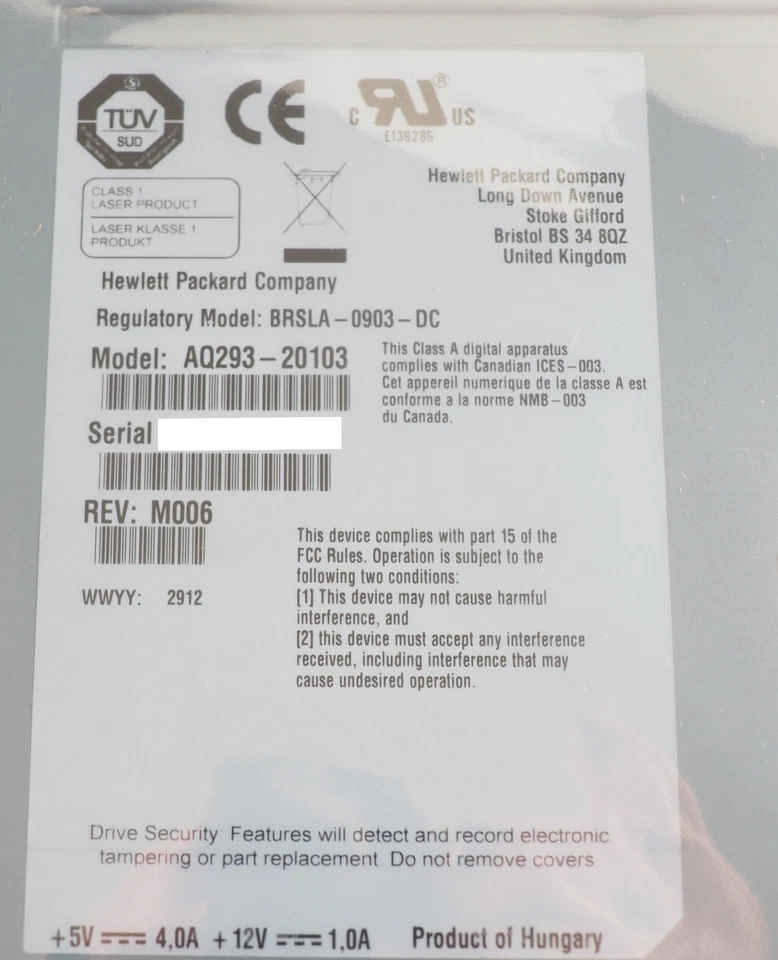 TÜV
SUD
CE
C US
E139285
CLASS 1
LASER PRODUCT
LASER KLASSE 1
PRODUKT
Hewlett Packard Company
Long Down Avenue
Stoke Gifford
Bristol BS 34 8QZ
United Kingdom
Hewlett Packard Company
Regulatory Model: BRSLA-0903-DC
Model: AQ293-20103
This Class A digital apparatus
complies with Canadian ICES-003.
Cet appereil numerique de la classe A est
conforme a la norme NMB-003
du Canada.
Serial
REV: M006
WWYY: 2912
This device complies with part 15 of the
FCC Rules. Operation is subject to the
following two conditions:
[1] This device may not cause harmful
interference, and
[2] this device must accept any interference
received, including interference that may
cause undesired operation.
Drive Security Features will detect and record electronic
tampering or part replacement. Do not remove covers
+5V 4,0A +12V 1,0A Product of Hungary